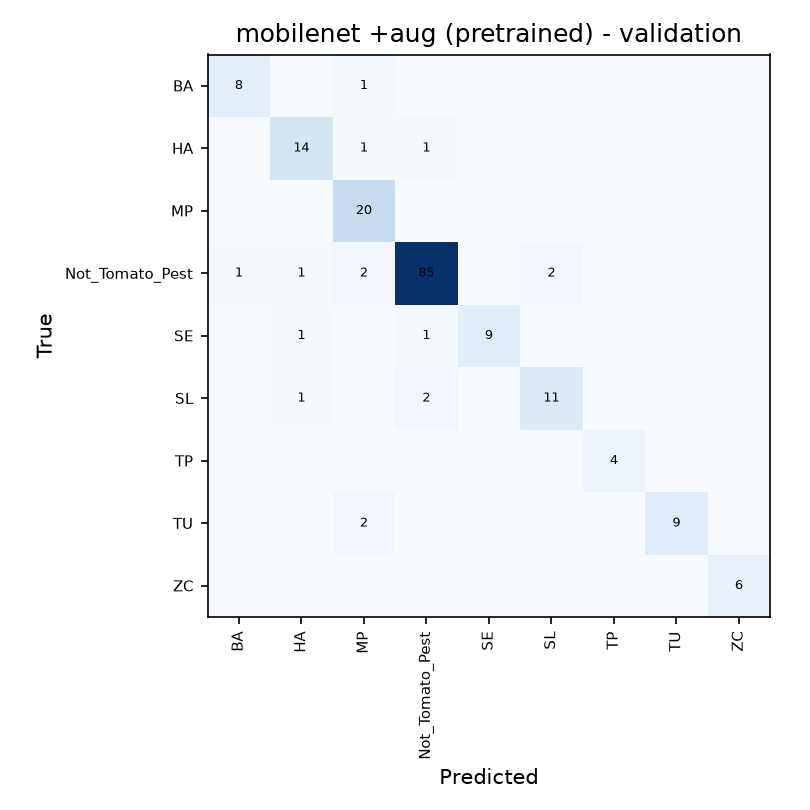 mobilenet +aug (pretrained) - validation
BA 8 1
HA 14 1 1
MP 20
Not_Tomato_Pest 1 1 2 85 2
SE 1 1 9
SL 1 2 11
TP 4
TU 2 9
ZC 6
True
BA HA MP Not_Tomato_Pest SE SL TP TU ZC
Predicted